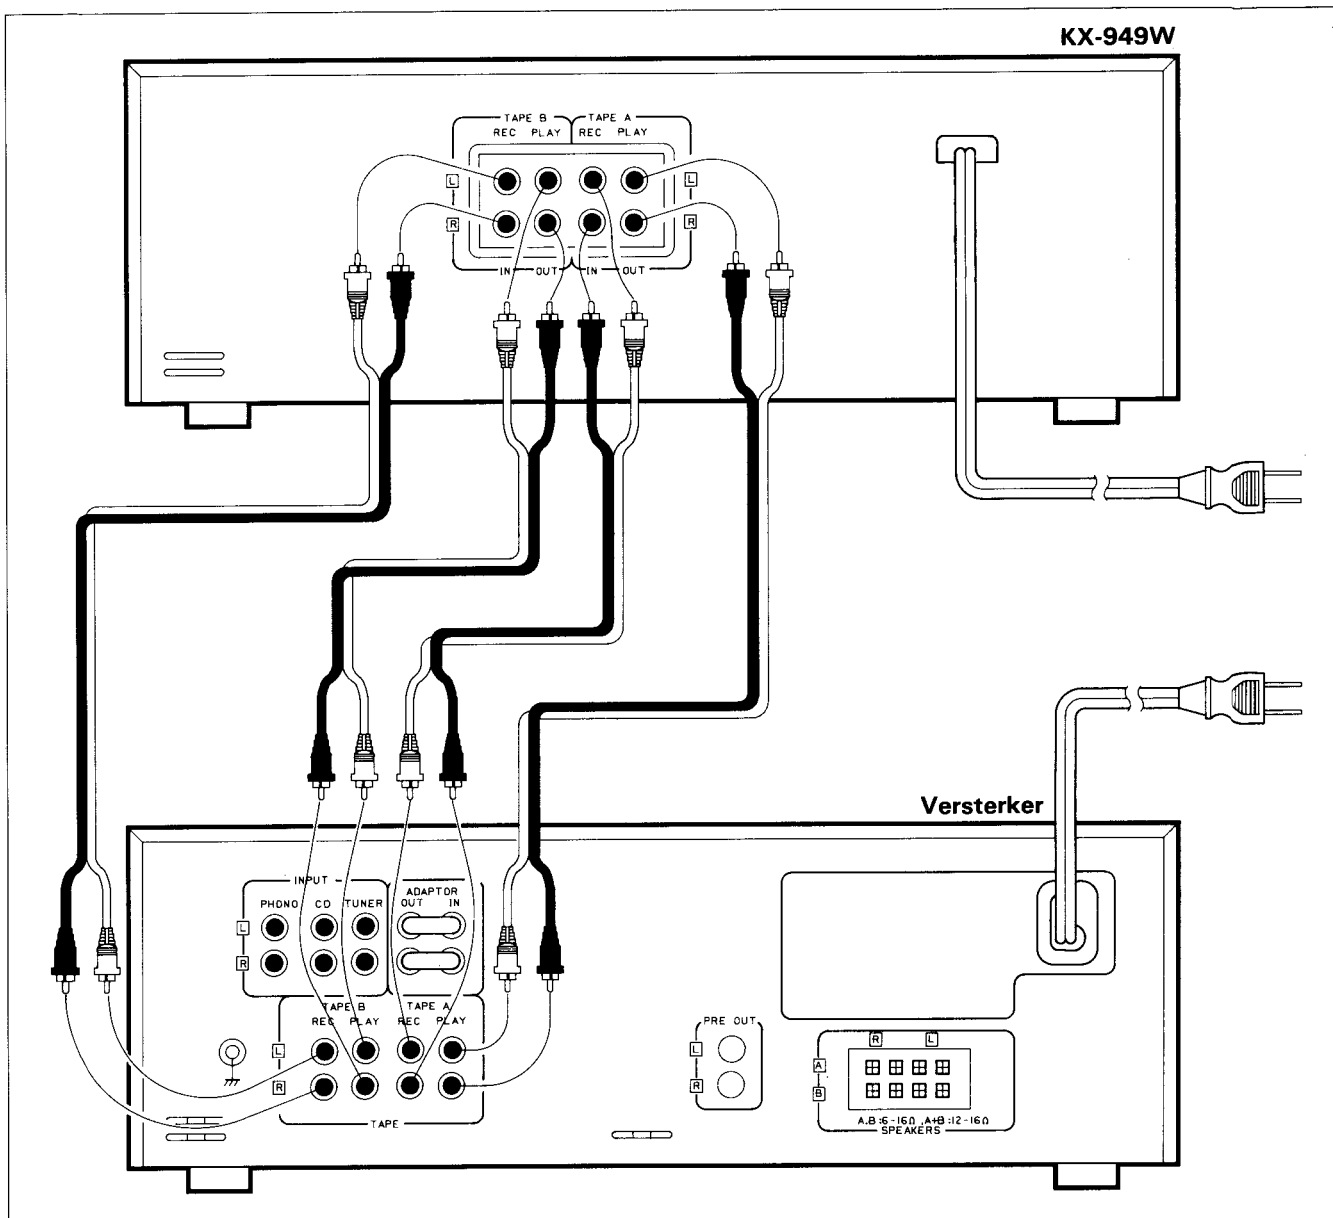 KX-949W
TAPE B TAPE A
REC PLAY REC PLAY
L L
R R
IN OUT IN OUT
Versterker
INPUT
PHONO CD TUNER
ADAPTOR
OUT IN
L
R
TAPE B TAPE A
REC PLAY REC PLAY
L
R
TAPE
PRE OUT
L
R
R L
A
B
A.B:6-16Ω ,A+B:12-16Ω
SPEAKERS